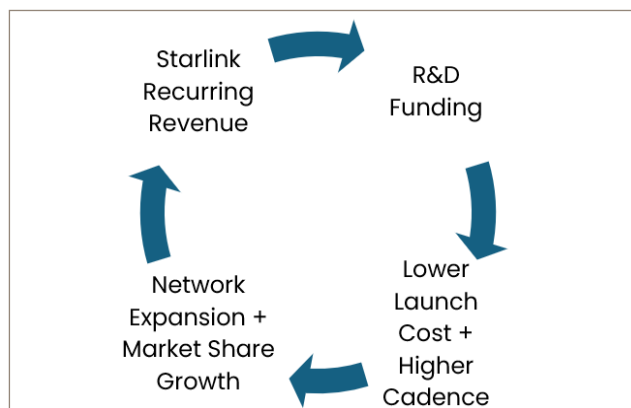 Starlink
Recurring
Revenue
R&D
Funding
Lower
Launch
Cost +
Higher
Cadence
Network
Expansion +
Market Share
Growth